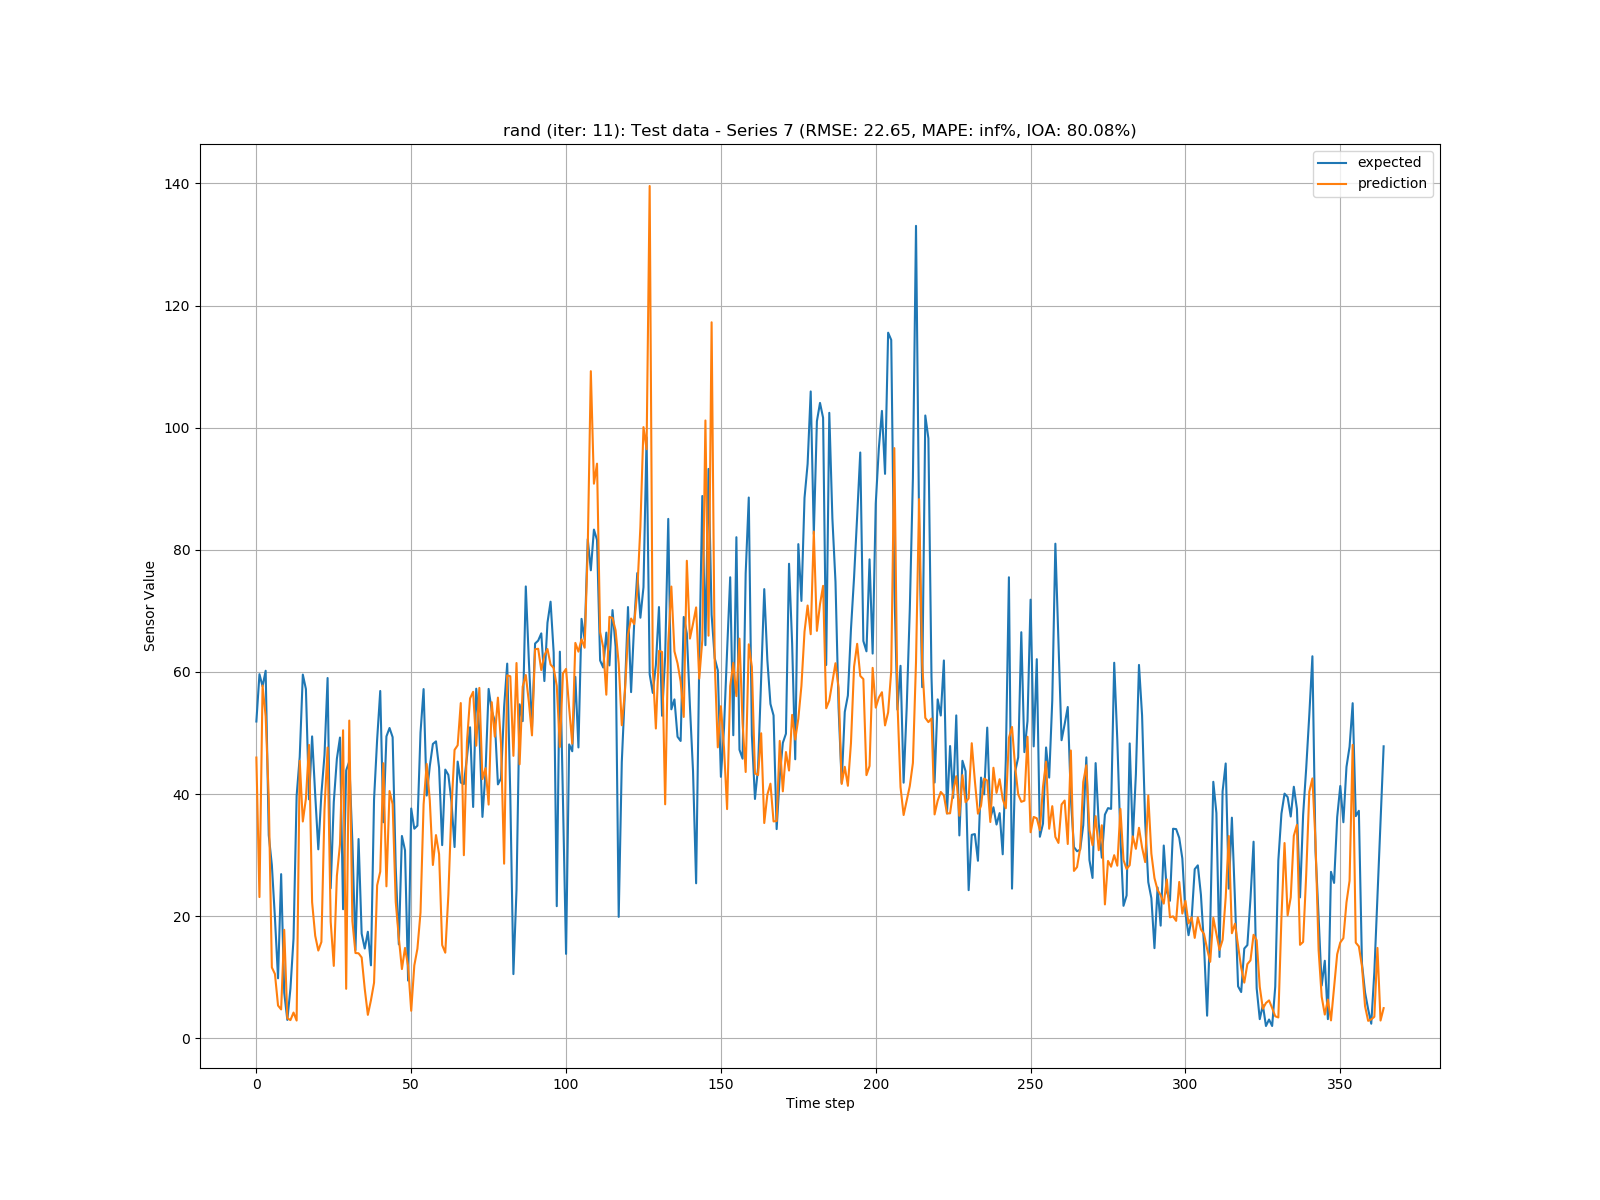 rand (iter: 11): Test data - Series 7 (RMSE: 22.65, MAPE: inf%, IOA: 80.08%)
expected
prediction
140
120
100
80
60
40
20
0
Sensor Value
0 50 100 150 200 250 300 350
Time step